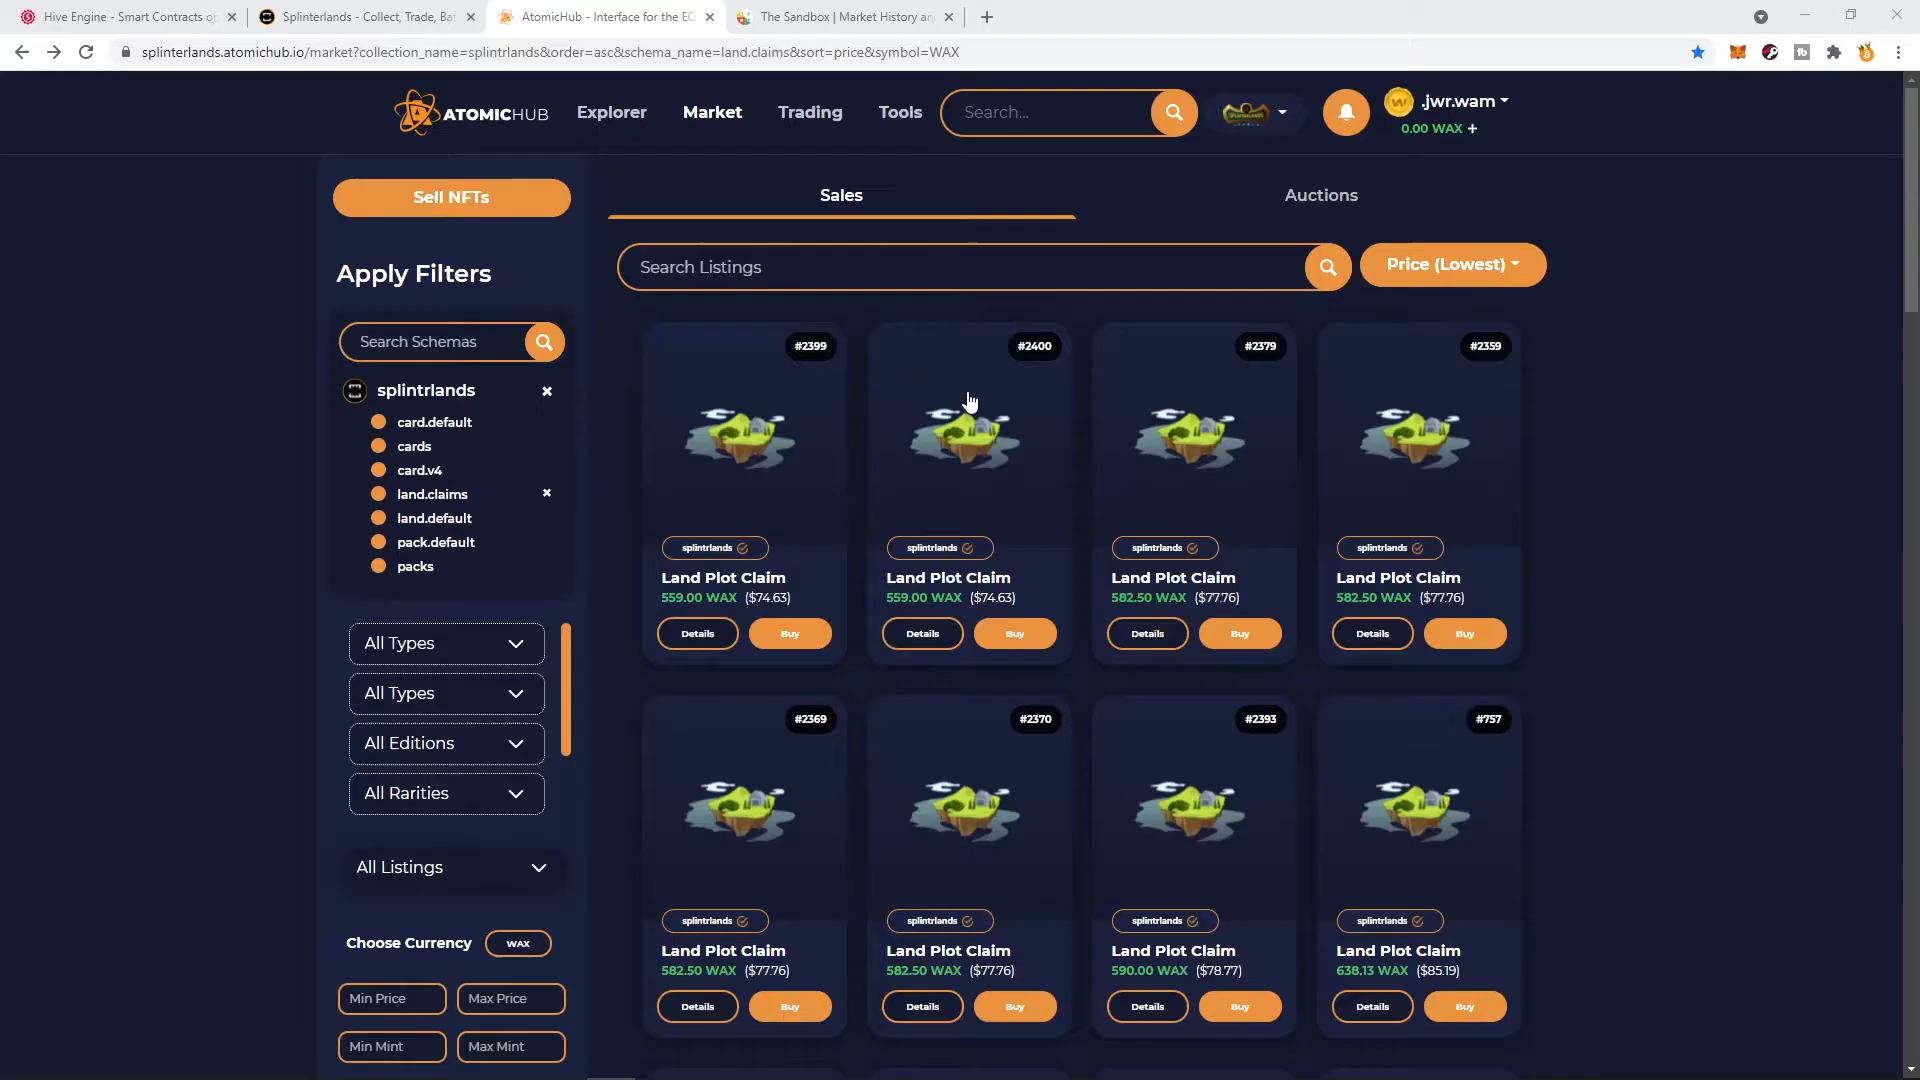 Hive Engine - Smart Contracts on
Splinterlands - Collect, Trade, Bat
AtomicHub - Interface for the EO
The Sandbox | Market History an
splinterlands.atomichub.io/market?collection_name=splintrlands&order=asc&schema_name=land.claims&sort=price&symbol=WAX
ATOMICHUB
Explorer
Market
Trading
Tools
Search...
.jwr.wam
0.00 WAX +
Sell NFTs
Sales
Auctions
Apply Filters
Search Listings
Price (Lowest)
Search Schemas
splintrlands
card.default
cards
card.v4
land.claims
land.default
pack.default
packs
All Types
All Types
All Editions
All Rarities
All Listings
Choose Currency WAX
Min Price Max Price
Min Mint Max Mint
#2399 #2400 #2379 #2359
splintrlands splintrlands splintrlands splintrlands
Land Plot Claim Land Plot Claim Land Plot Claim Land Plot Claim
559.00 WAX ($74.63) 559.00 WAX ($74.63) 582.50 WAX ($77.76) 582.50 WAX ($77.76)
Details Buy Details Buy Details Buy Details Buy
#2369 #2370 #2393 #757
splintrlands splintrlands splintrlands splintrlands
Land Plot Claim Land Plot Claim Land Plot Claim Land Plot Claim
582.50 WAX ($77.76) 582.50 WAX ($77.76) 590.00 WAX ($78.77) 638.13 WAX ($85.19)
Details Buy Details Buy Details Buy Details Buy